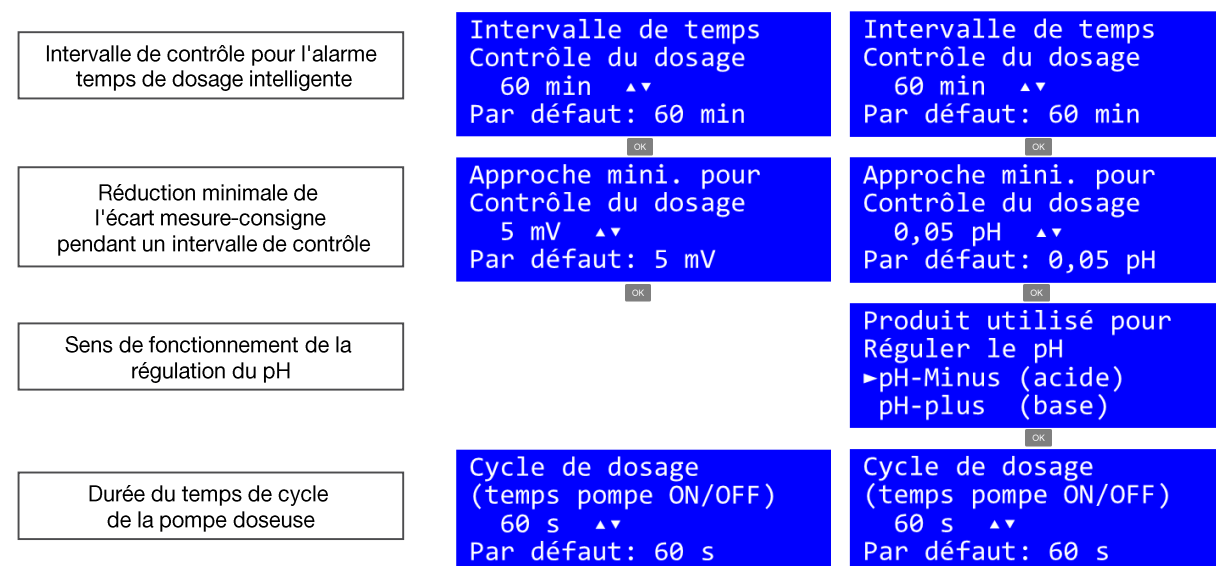 Intervalle de contrôle pour l'alarme
temps de dosage intelligente
Intervalle de temps
Contrôle du dosage
60 min ▲▼
Par défaut: 60 min
OK
Intervalle de temps
Contrôle du dosage
60 min ▲▼
Par défaut: 60 min
OK
Réduction minimale de
l'écart mesure-consigne
pendant un intervalle de contrôle
Approche mini. pour
Contrôle du dosage
5 mV ▲▼
Par défaut: 5 mV
OK
Approche mini. pour
Contrôle du dosage
0,05 pH ▲▼
Par défaut: 0,05 pH
OK
Sens de fonctionnement de la
régulation du pH
Produit utilisé pour
Réguler le pH
►pH-Minus (acide)
pH-plus (base)
OK
Durée du temps de cycle
de la pompe doseuse
Cycle de dosage
(temps pompe ON/OFF)
60 s ▲▼
Par défaut: 60 s
Cycle de dosage
(temps pompe ON/OFF)
60 s ▲▼
Par défaut: 60 s